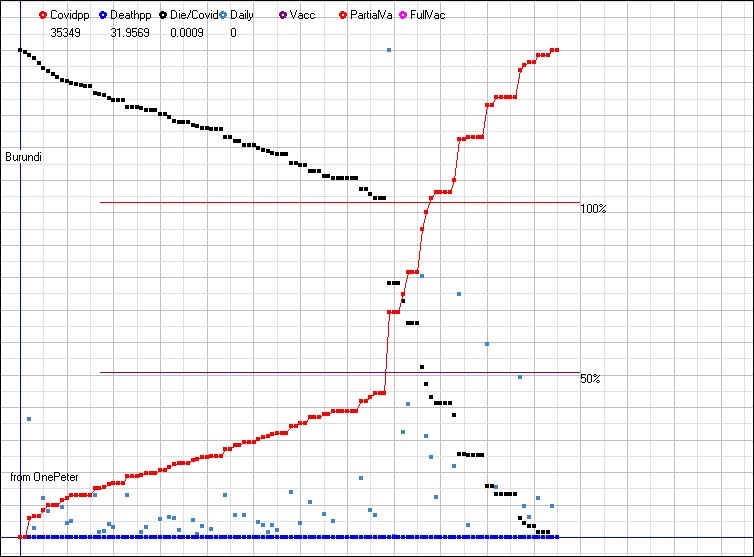 Covidpp Deathpp Die/Covid Daily Vacc PartialVa FullVac
35349 31.9569 0.0009 0
Burundi
100%
50%
from OnePeter